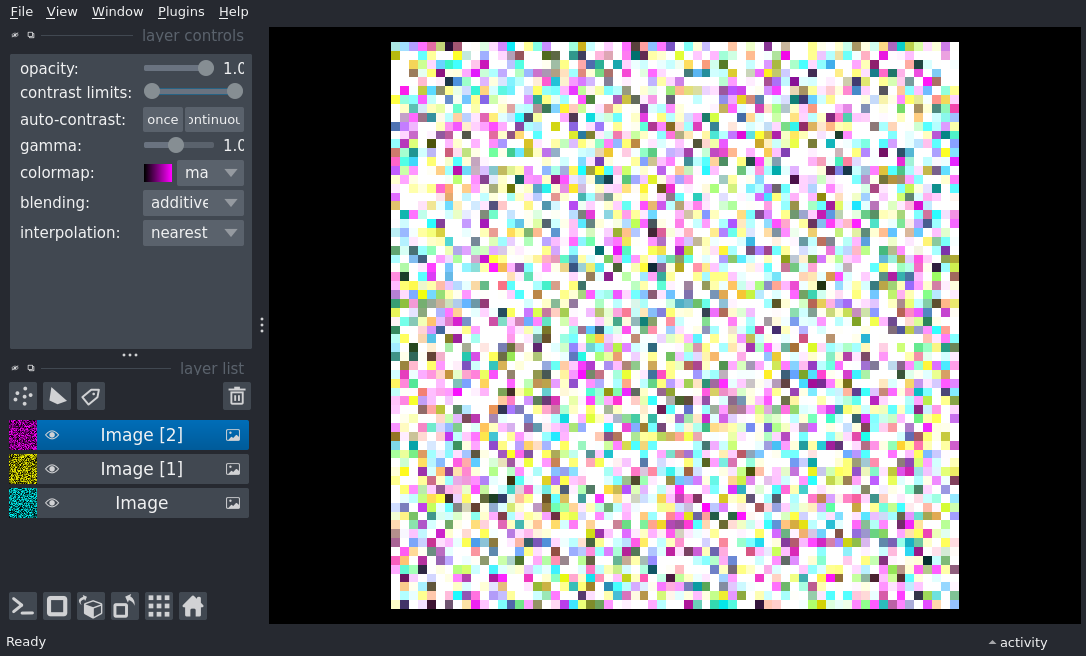 File View Window Plugins Help
layer controls
opacity: 1.0
contrast limits:
auto-contrast: once ontinuou
gamma: 1.0
colormap: ma
blending: additive
interpolation: nearest
layer list
Image [2]
Image [1]
Image
Ready
activity